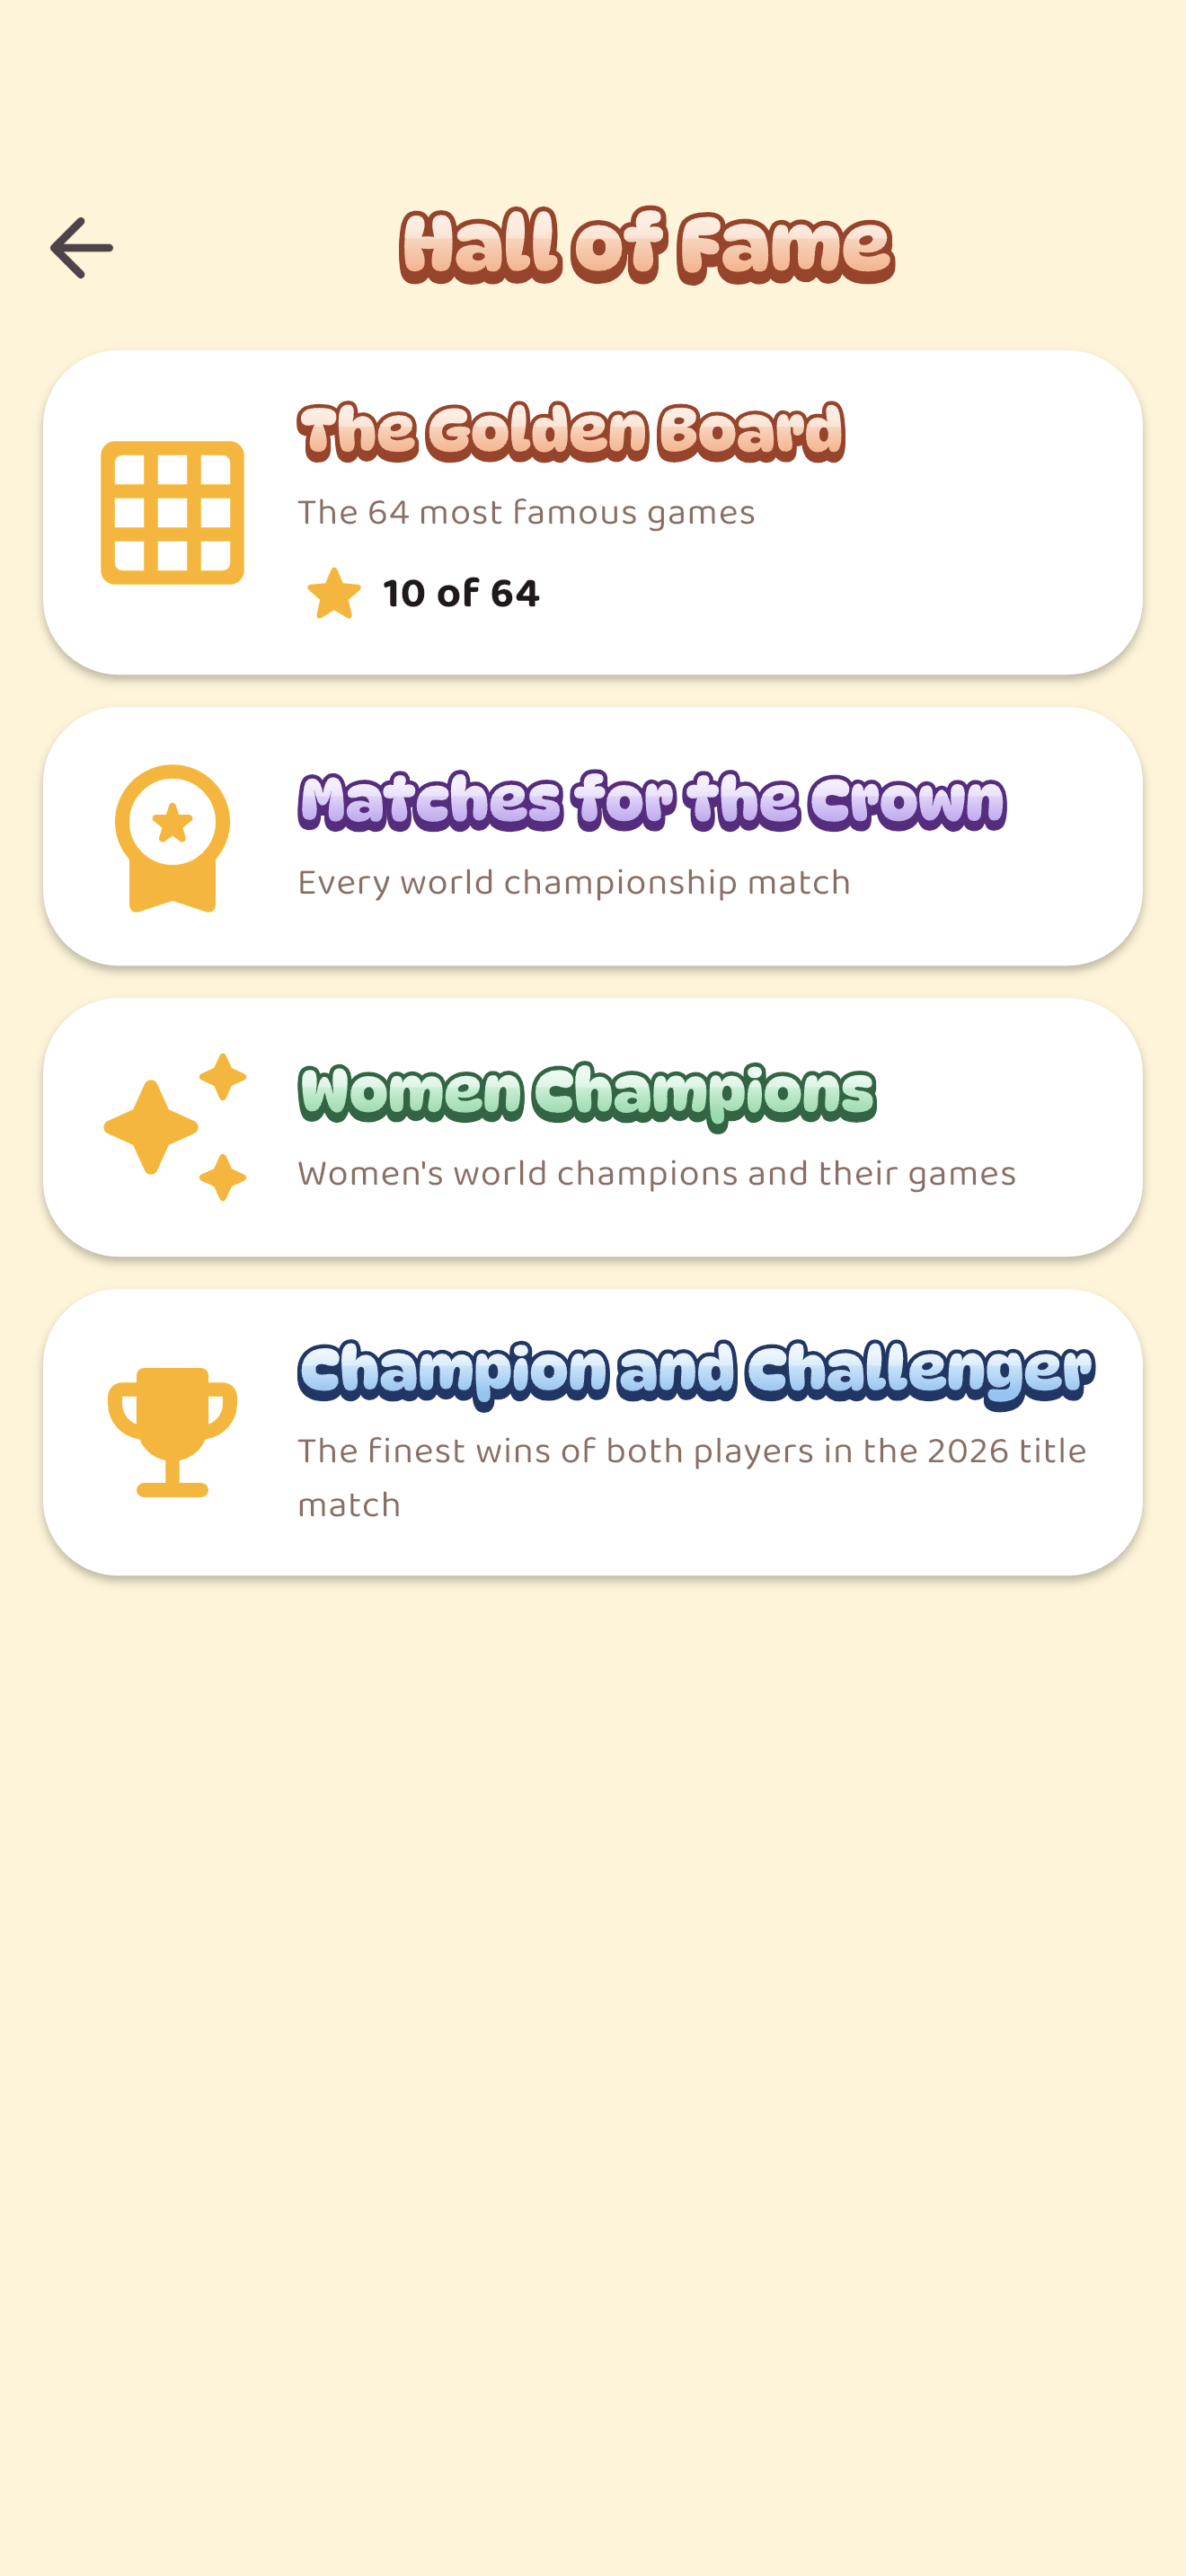 Hall of Fame
The Golden Board
The 64 most famous games
10 of 64
Matches for the Crown
Every world championship match
Women Champions
Women's world champions and their games
Champion and Challenger
The finest wins of both players in the 2026 title
match